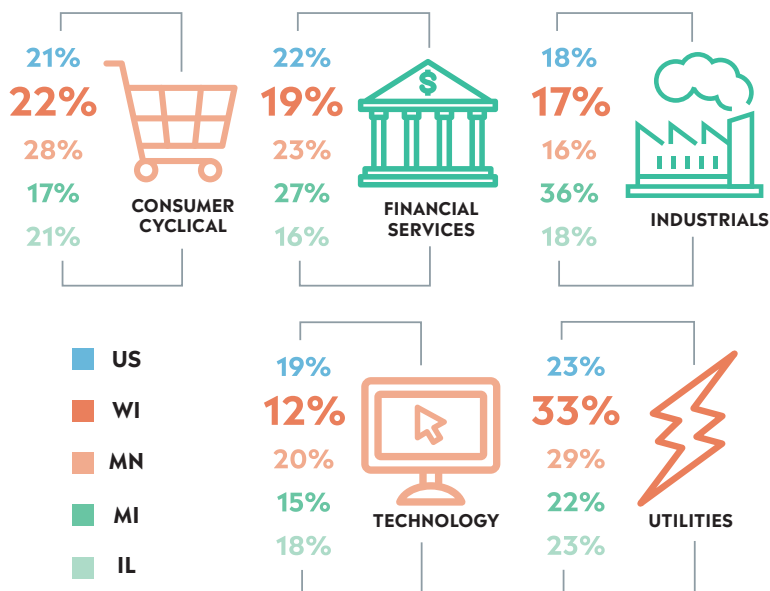 21%
22%
28%
17%
21%
CONSUMER
CYCLICAL
22%
19%
23%
27%
16%
$
FINANCIAL
SERVICES
18%
17%
16%
36%
18%
INDUSTRIALS
US
WI
MN
MI
IL
19%
12%
20%
15%
18%
TECHNOLOGY
23%
33%
29%
22%
23%
UTILITIES